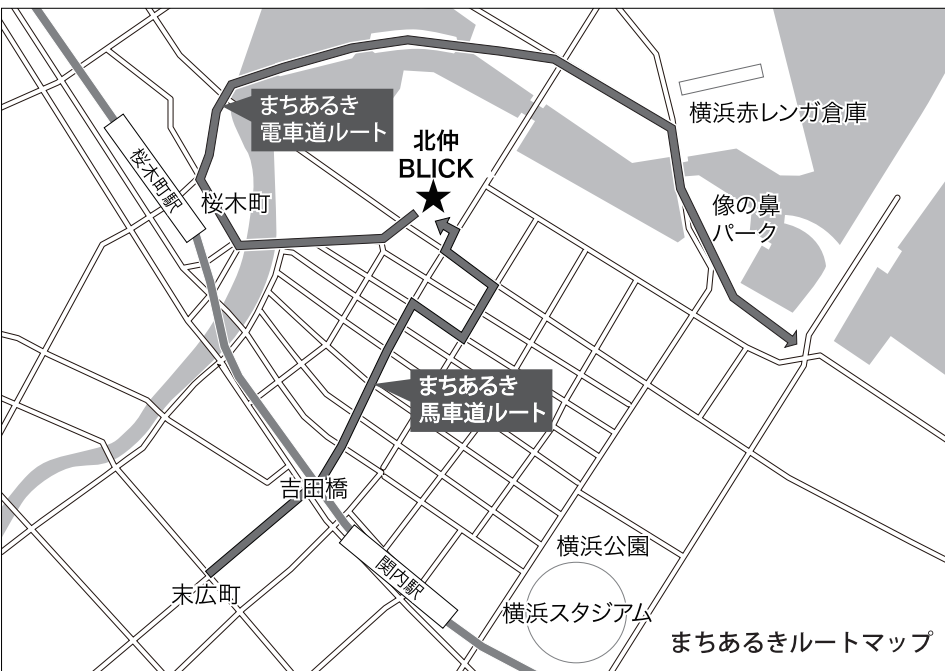 まちあるき
電車道ルート
北仲
BLICK
横浜赤レンガ倉庫
桜木町駅
桜木町
像の鼻
パーク
まちあるき
馬車道ルート
吉田橋
横浜公園
関内駅
末広町
横浜スタジアム
まちあるきルートマップ